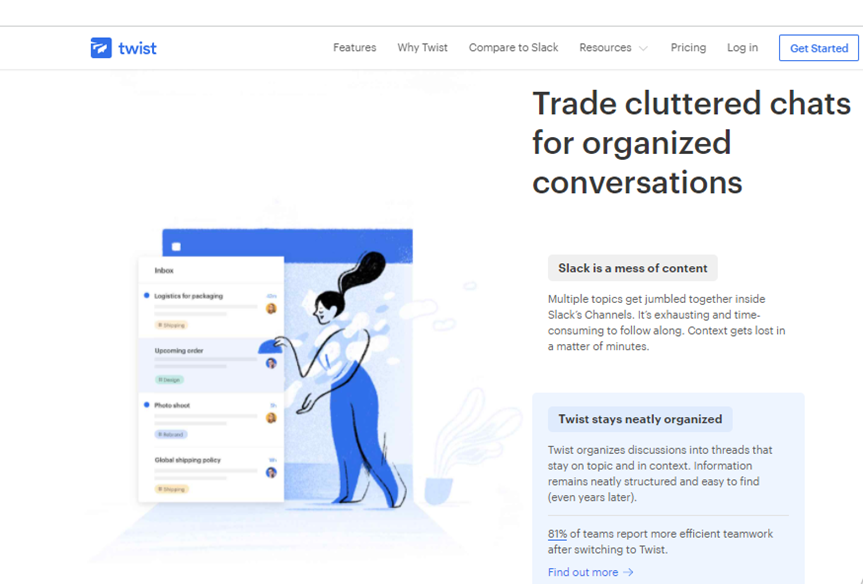 twist
Features
Why Twist
Compare to Slack
Resources
Pricing
Log in
Get Started
Trade cluttered chats
for organized
conversations
Inbox
Logistics for packaging
Shipping
Upcoming order
Design
Photo shoot
Global shipping policy
Shipping
Slack is a mess of content
Multiple topics get jumbled together inside
Slack's Channels. It's exhausting and time-
consuming to follow along. Context gets lost in
a matter of minutes.
Twist stays neatly organized
Twist organizes discussions into threads that
stay on topic and in context. Information
remains neatly structured and easy to find
(even years later).
81% of teams report more efficient teamwork
after switching to Twist.
Find out more →